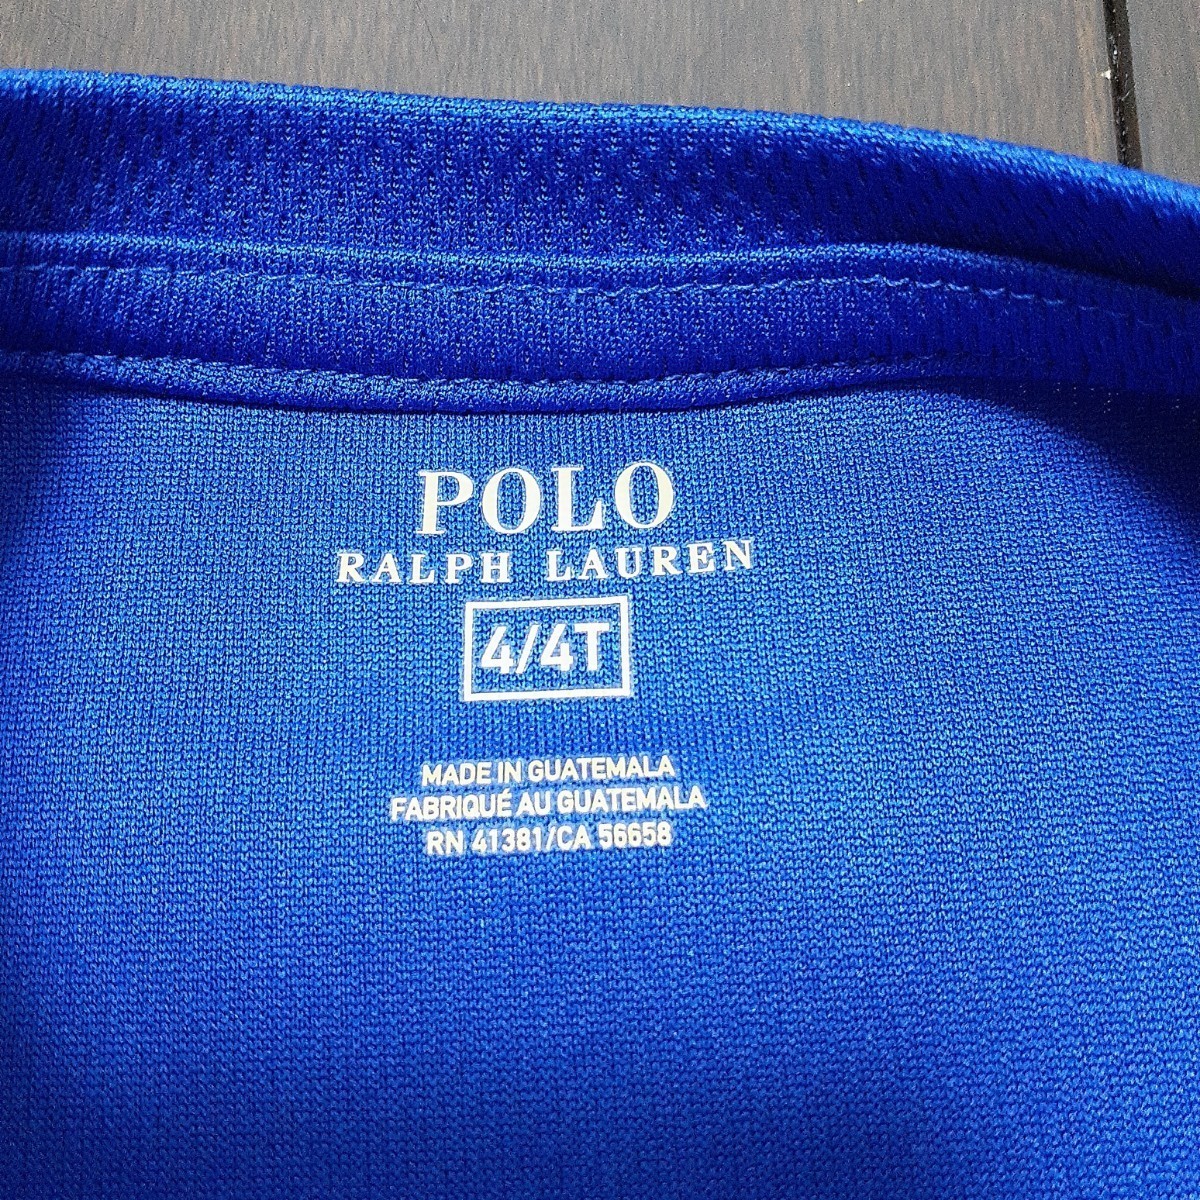 POLO
RALPH LAUREN
4/4T
MADE IN GUATEMALA
FABRIQUÉ AU GUATEMALA
RN 41381/CA 56658